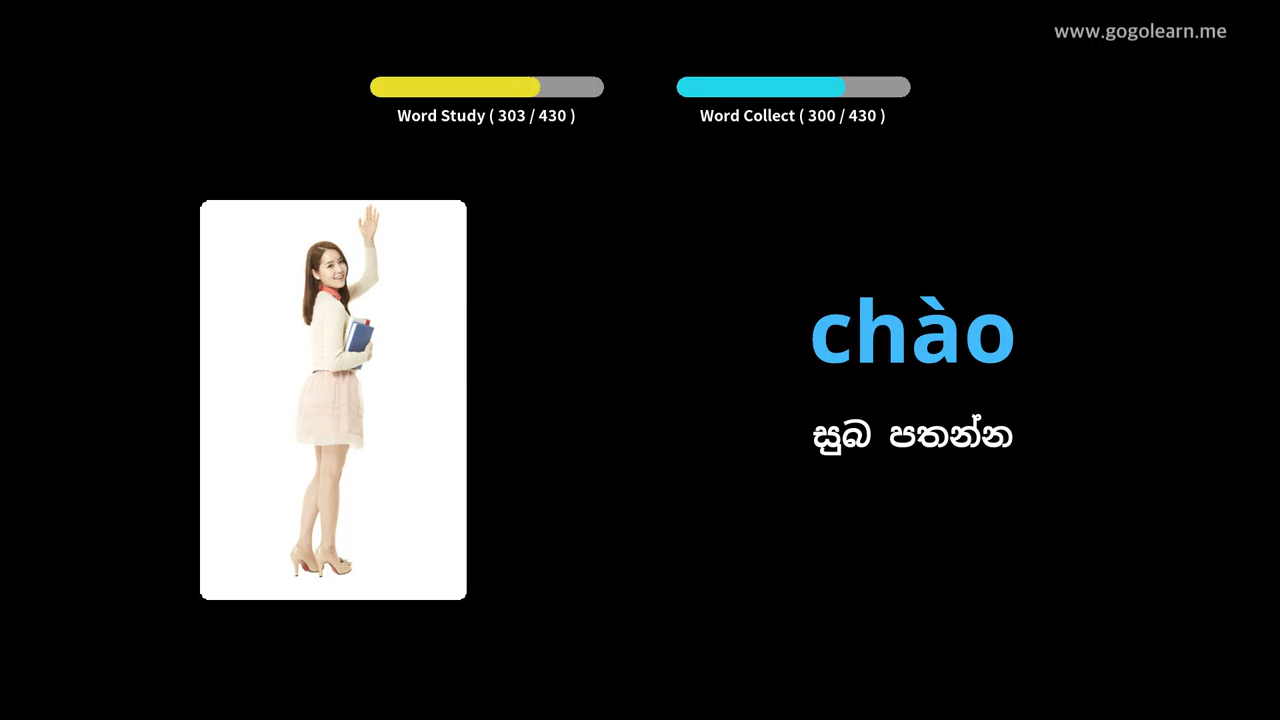 www.gogolearn.me
Word Study ( 303 / 430 )
Word Collect ( 300 / 430 )
chào
සුබ පතන්න